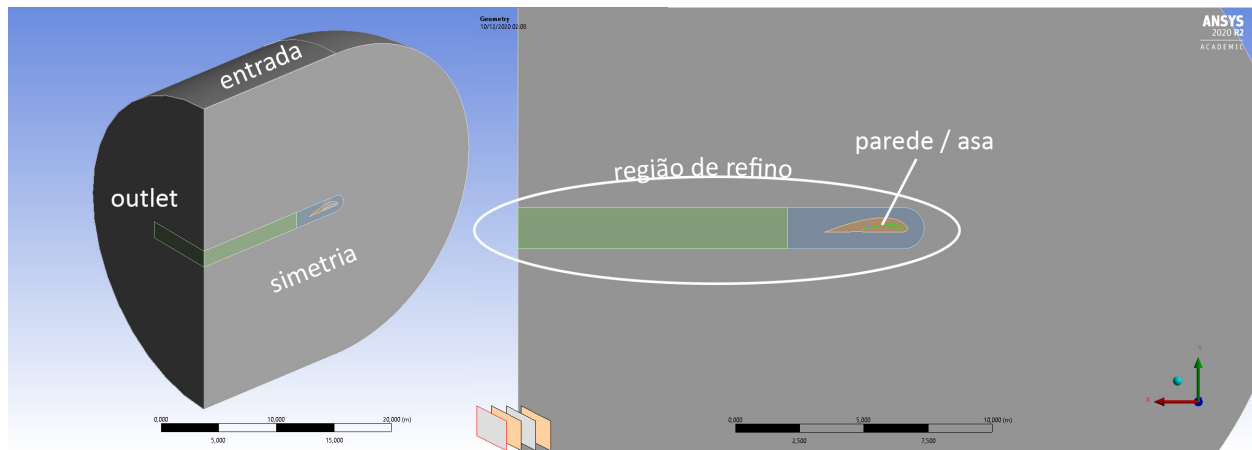 entrada
outlet
simetria
0,000
10,000
20,000 (m)
5,000
15,000
Geometry
10/12/2020 02:09
ANSYS
2020 R2
ACADEMIC
parede / asa
região de refino
Y
X
0,000
5,000
10,000 (m)
2,500
7,500